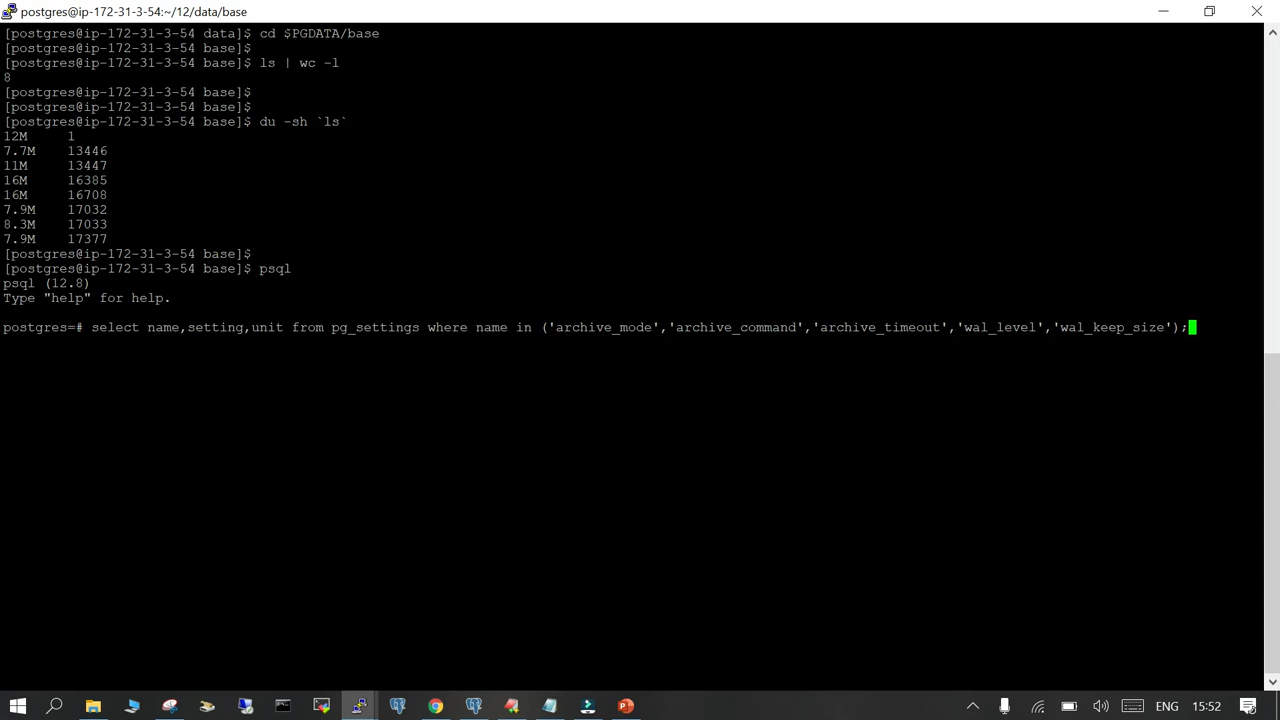 postgres@ip-172-31-3-54:~/12/data/base
[postgres@ip-172-31-3-54 data]$ cd $PGDATA/base
[postgres@ip-172-31-3-54 base]$
[postgres@ip-172-31-3-54 base]$ ls | wc -l
8
[postgres@ip-172-31-3-54 base]$
[postgres@ip-172-31-3-54 base]$
[postgres@ip-172-31-3-54 base]$ du -sh `ls`
12M 1
7.7M 13446
11M 13447
16M 16385
16M 16708
7.9M 17032
8.3M 17033
7.9M 17377
[postgres@ip-172-31-3-54 base]$
[postgres@ip-172-31-3-54 base]$ psql
psql (12.8)
Type "help" for help.
postgres=# select name,setting,unit from pg_settings where name in ('archive_mode','archive_command','archive_timeout','wal_level','wal_keep_size');
ENG 15:52